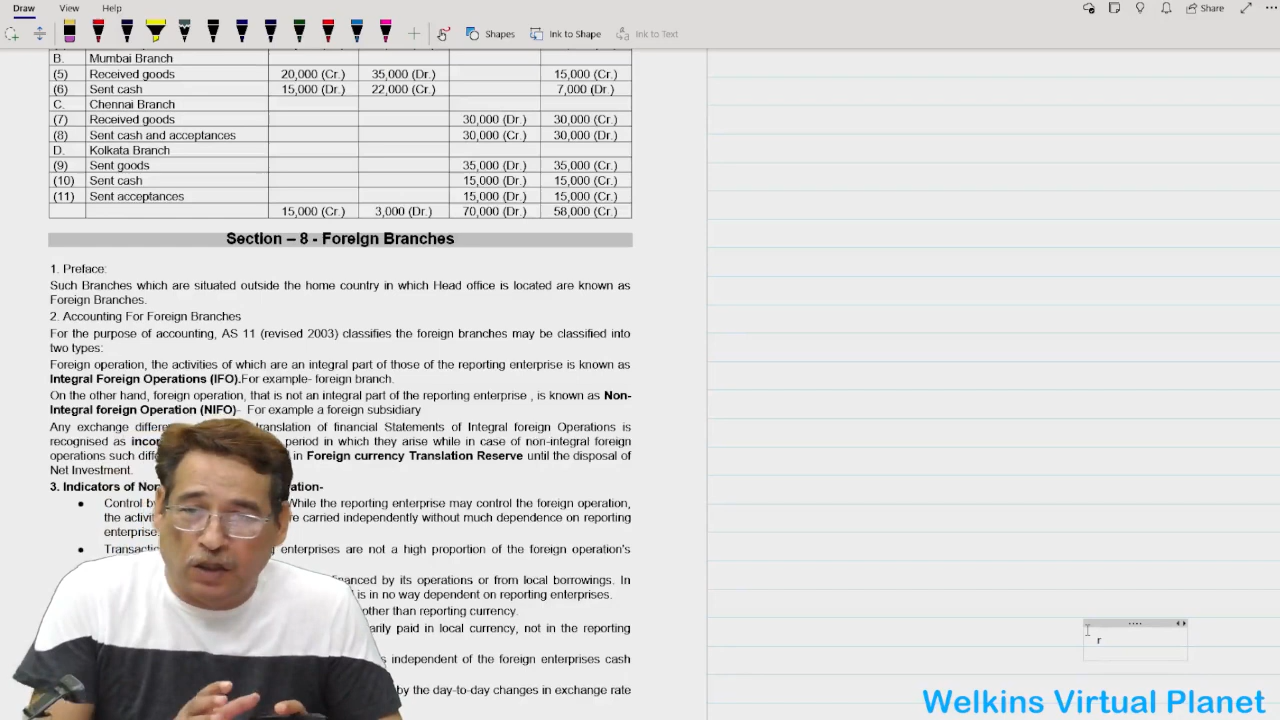 Draw View Help
Share
Shapes Ink to Shape Ink to Text
B. Mumbai Branch
(5) Received goods 20,000 (Cr.) 35,000 (Dr.) 15,000 (Cr.)
(6) Sent cash 15,000 (Dr.) 22,000 (Cr.) 7,000 (Dr.)
C. Chennai Branch
(7) Received goods 30,000 (Dr.) 30,000 (Cr.)
(8) Sent cash and acceptances 30,000 (Cr.) 30,000 (Dr.)
D. Kolkata Branch
(9) Sent goods 35,000 (Dr.) 35,000 (Cr.)
(10) Sent cash 15,000 (Dr.) 15,000 (Cr.)
(11) Sent acceptances 15,000 (Dr.) 15,000 (Cr.)
15,000 (Cr.) 3,000 (Dr.) 70,000 (Dr.) 58,000 (Cr.)
Section – 8 - Foreign Branches
1. Preface:
Such Branches which are situated outside the home country in which Head office is located are known as
Foreign Branches.
2. Accounting For Foreign Branches
For the purpose of accounting, AS 11 (revised 2003) classifies the foreign branches may be classified into
two types:
Foreign operation, the activities of which are an integral part of those of the reporting enterprise is known as
Integral Foreign Operations (IFO).For example- foreign branch.
On the other hand, foreign operation, that is not an integral part of the reporting enterprise , is known as Non-
Integral foreign Operation (NIFO)- For example a foreign subsidiary
Any exchange translation of financial Statements of Integral foreign Operations is
recognised as period in which they arise while in case of non-integral foreign
operations such in Foreign currency Translation Reserve until the disposal of
Net Investment.
3. Indicators of
Control While the reporting enterprise may control the foreign operation,
the carried independently without much dependence on reporting
enterprise
enterprises are not a high proportion of the foreign operation's
by its operations or from local borrowings. In
is in no way dependent on reporting enterprises.
other than reporting currency.
paid in local currency, not in the reporting
independent of the foreign enterprises cash
by the day-to-day changes in exchange rate
r
Welkins Virtual Planet